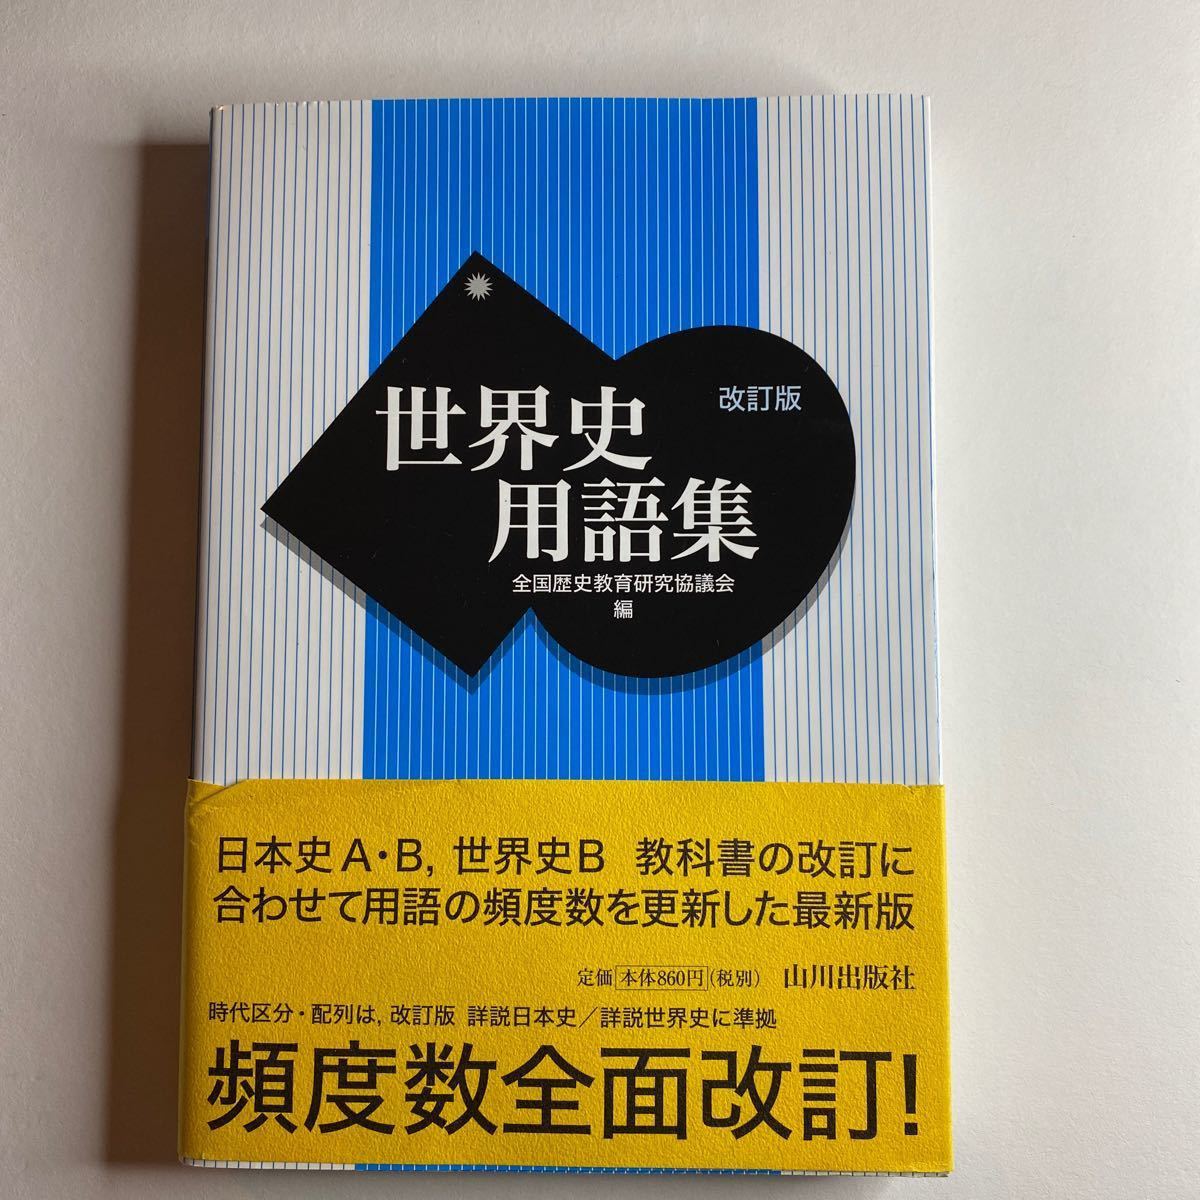 改訂版
世界史
用語集
全国歴史教育研究協議会
編
日本史A・B, 世界史B 教科書の改訂に
合わせて用語の頻度数を更新した最新版
定価 本体860円 (税別) 山川出版社
時代区分・配列は, 改訂版 詳説日本史／詳説世界史に準拠
頻度数全面改訂!